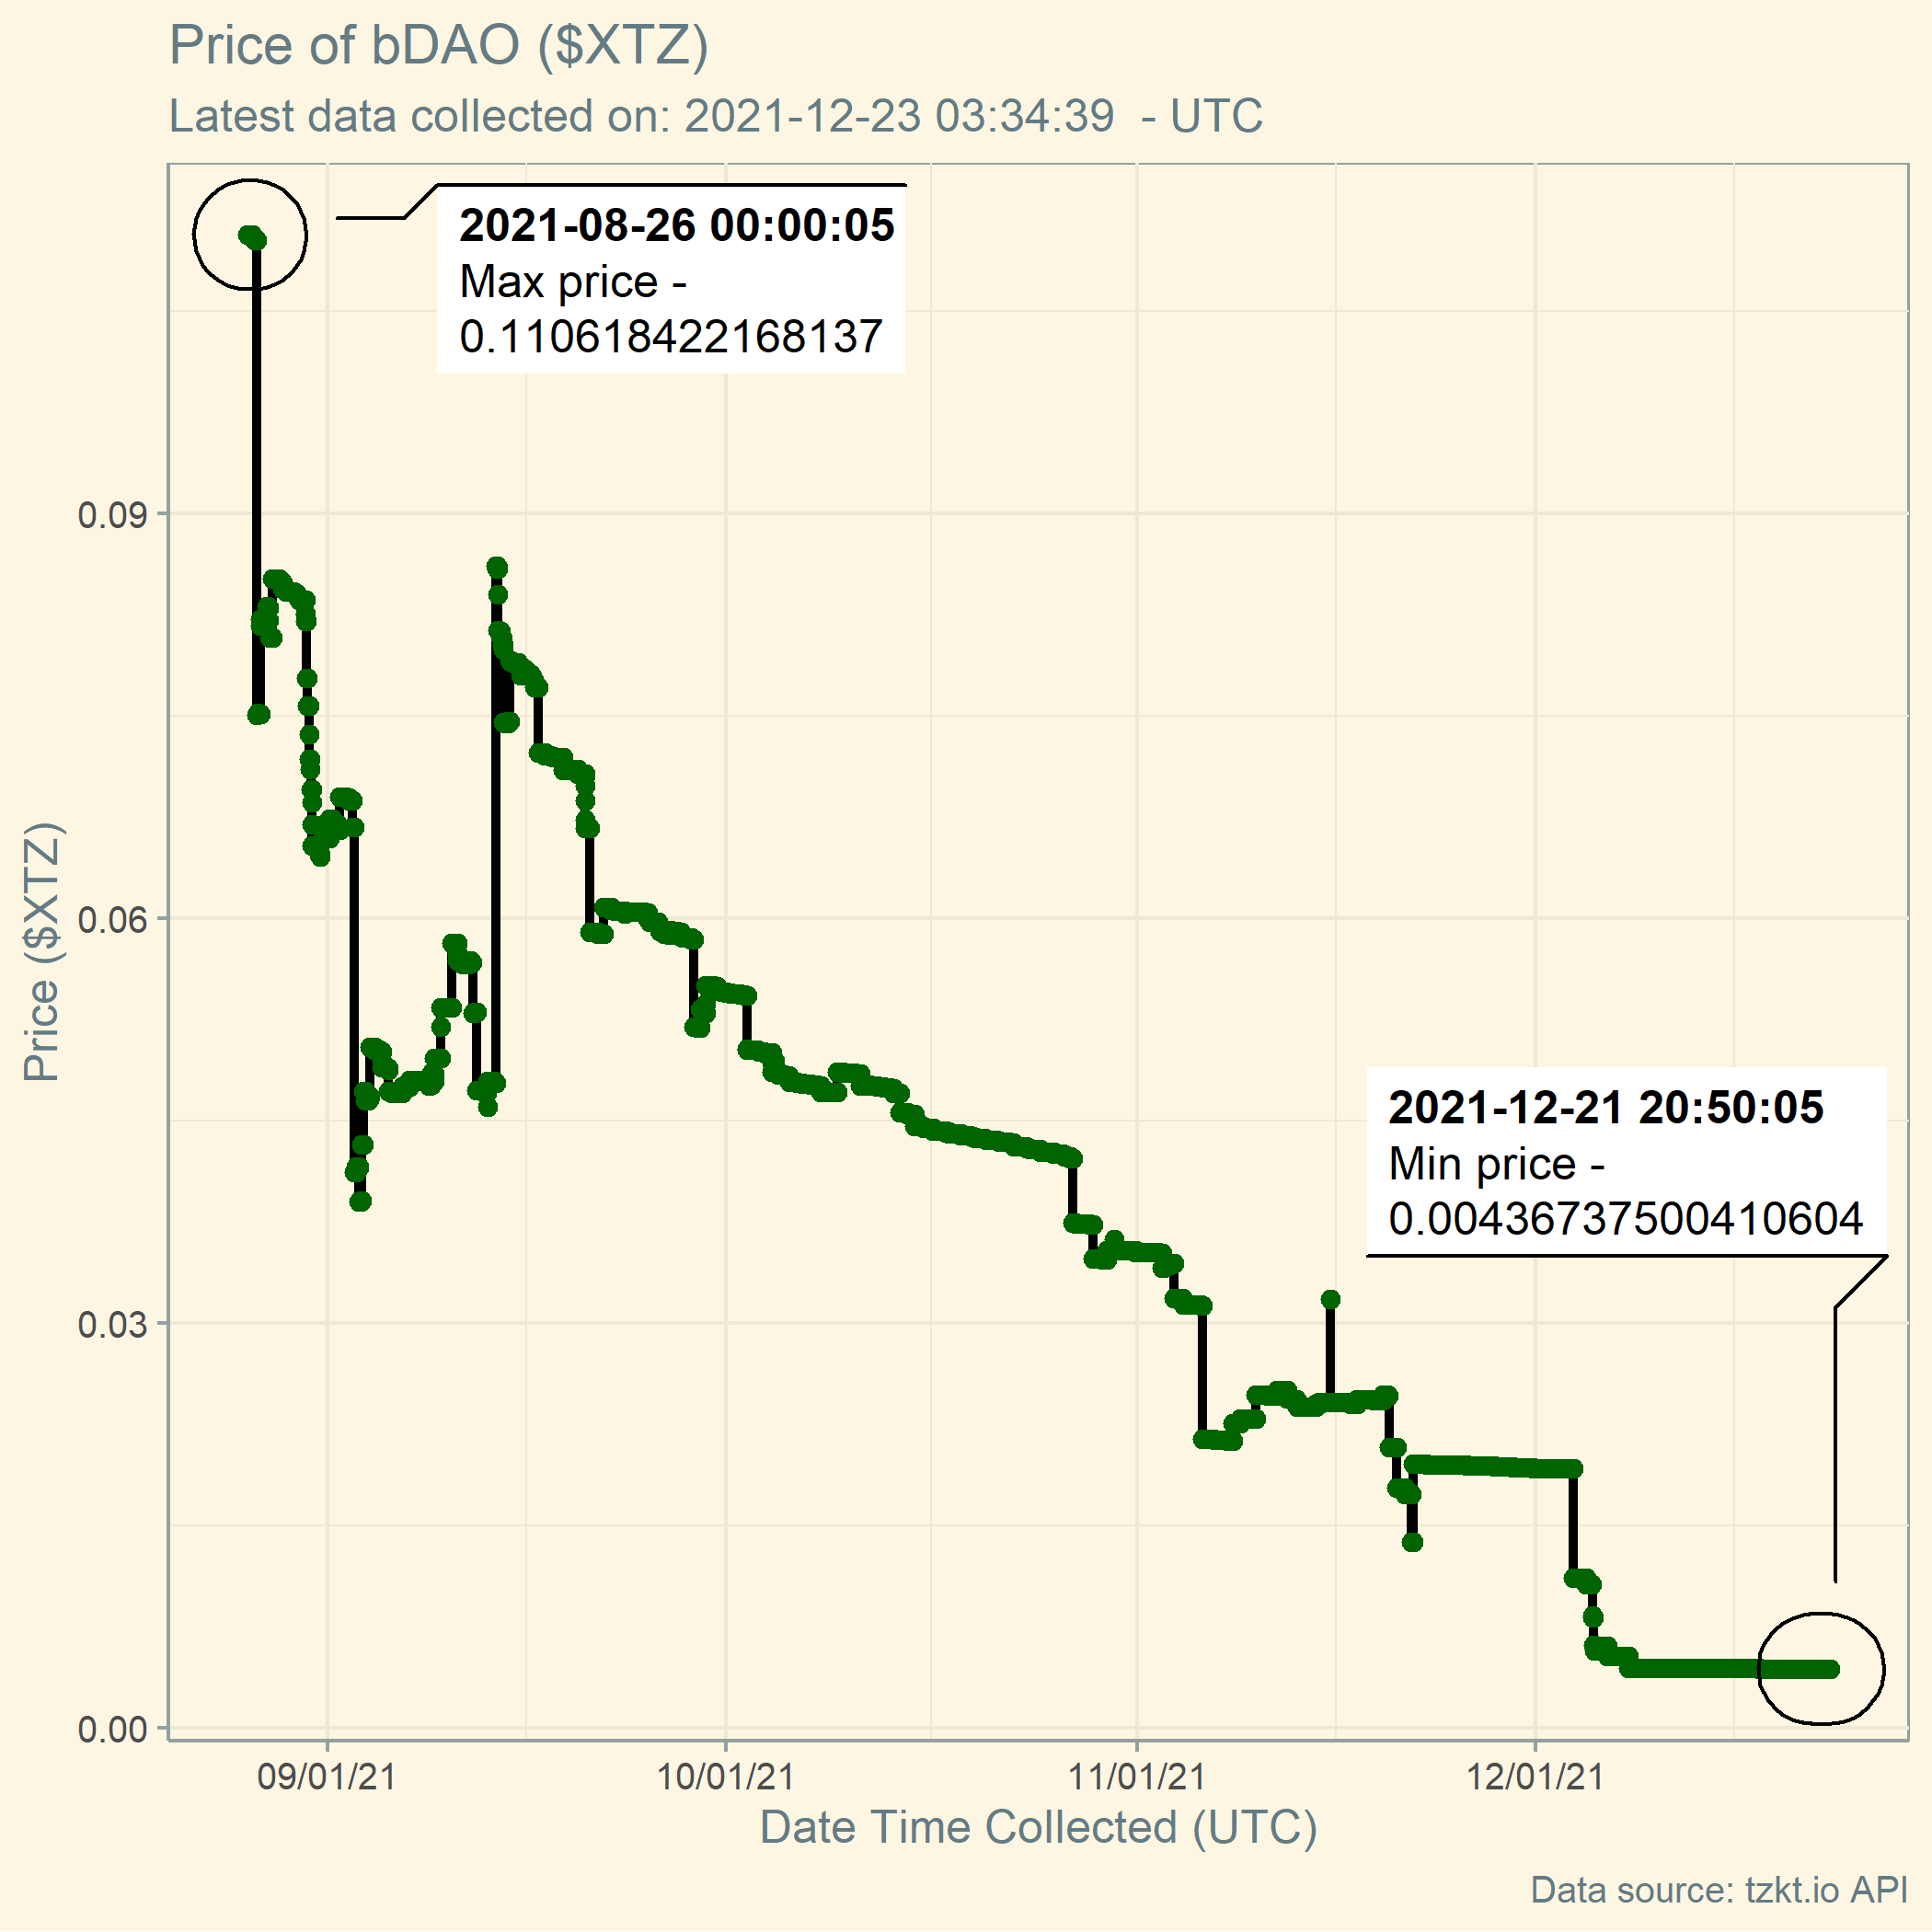 Price of bDAO ($XTZ)
Latest data collected on: 2021-12-23 03:34:39  - UTC
2021-08-26 00:00:05
Max price -
0.110618422168137
0.09
0.06
0.03
0.00
Price ($XTZ)
2021-12-21 20:50:05
Min price -
0.00436737500410604
09/01/21
10/01/21
11/01/21
12/01/21
Date Time Collected (UTC)
Data source: tzkt.io API